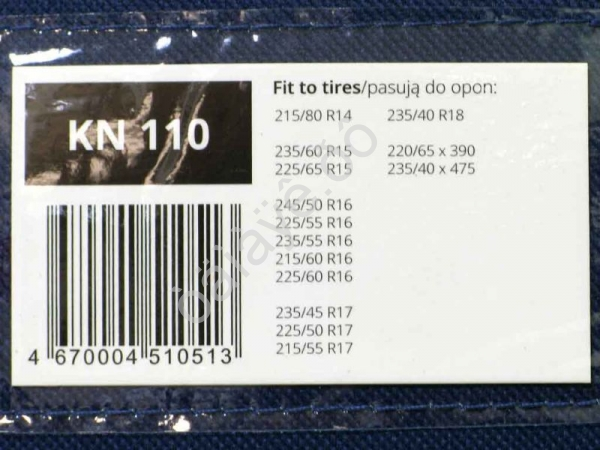 KN 110
4 670004 510513
Fit to tires/pasują do opon:
215/80 R14
235/60 R15
225/65 R15
245/50 R16
225/55 R16
235/55 R16
215/60 R16
225/60 R16
235/45 R17
225/50 R17
215/55 R17
235/40 R18
220/65 x 390
235/40 x 475